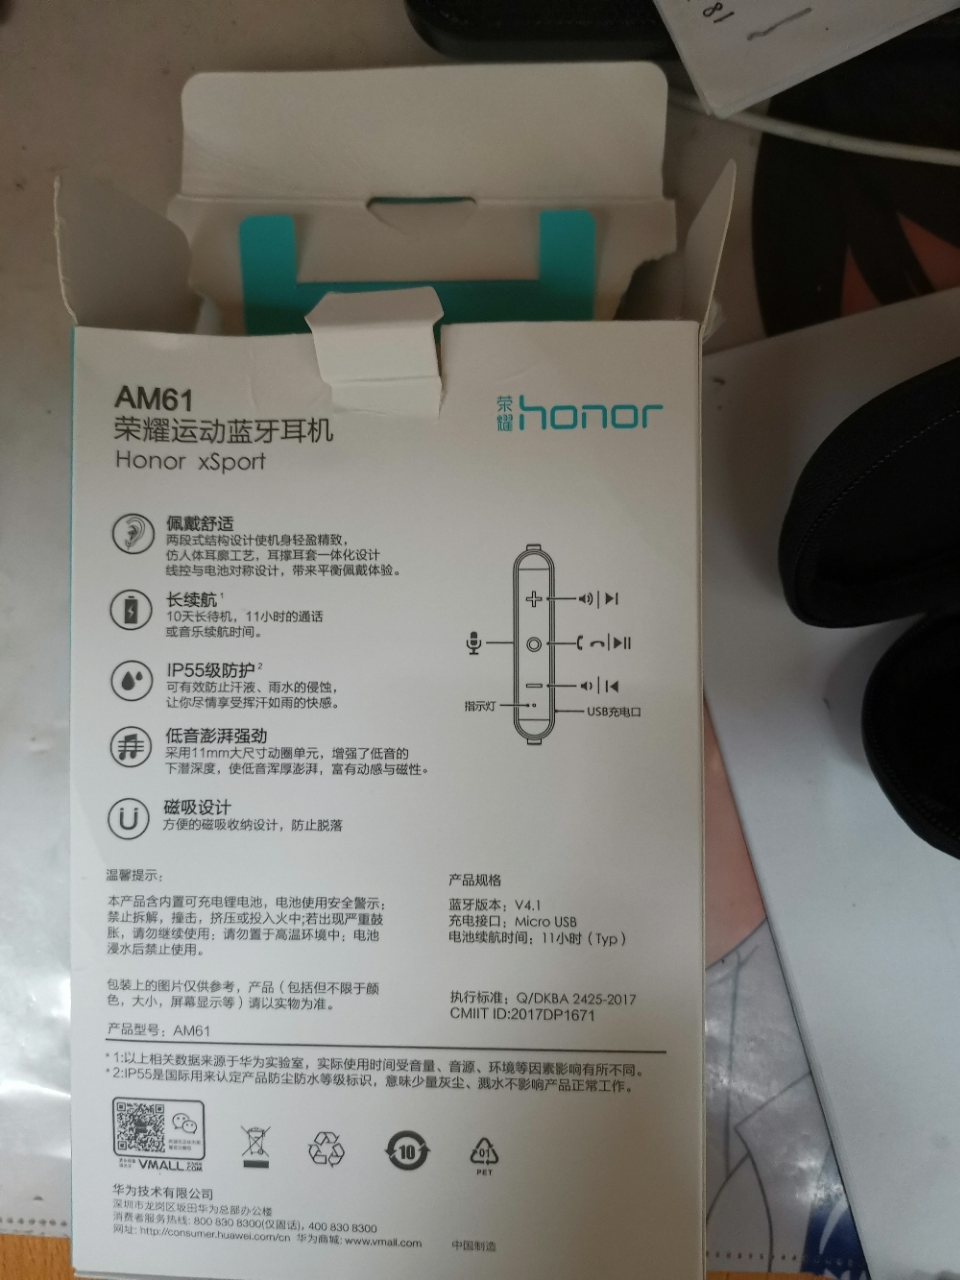 18
AM61
荣耀运动蓝牙耳机
Honor xSport
荣耀 honor
佩戴舒适
两段式结构设计使机身轻盈精致，
仿人体耳廓工艺，耳撑耳套一体化设计
线控与电池对称设计，带来平衡佩戴体验。
长续航1
10天长待机，11小时的通话
或音乐续航时间。
IP55级防护2
可有效防止汗液、雨水的侵蚀，
让你尽情享受挥汗如雨的快感。
低音澎湃强劲
采用11mm大尺寸动圈单元，增强了低音的
下潜深度，使低音浑厚澎湃，富有动感与磁性。
磁吸设计
方便的磁吸收纳设计，防止脱落
指示灯
USB充电口
温馨提示：
本产品含内置可充电锂电池，电池使用安全警示；
禁止拆解，撞击，挤压或投入火中;若出现严重鼓
胀，请勿继续使用；请勿置于高温环境中；电池
浸水后禁止使用。
包装上的图片仅供参考，产品（包括但不限于颜
色，大小，屏幕显示等）请以实物为准。
产品型号：AM61
产品规格
蓝牙版本：V4.1
充电接口：Micro USB
电池续航时间：11小时（Typ）
执行标准：Q/DKBA 2425-2017
CMIIT ID:2017DP1671
*1:以上相关数据来源于华为实验室，实际使用时间受音量、音源、环境等因素影响有所不同。
*2:IP55是国际用来认定产品防尘防水等级标识，意味少量灰尘、溅水不影响产品正常工作。
VMALL .COM
10
01
PET
华为技术有限公司
深圳市龙岗区坂田华为总部办公楼
消费者服务热线: 800 830 8300(仅固话)，400 830 8300
网址: http://consumer.huawei.com/cn 华为商城: www.vmall.com
中国制造